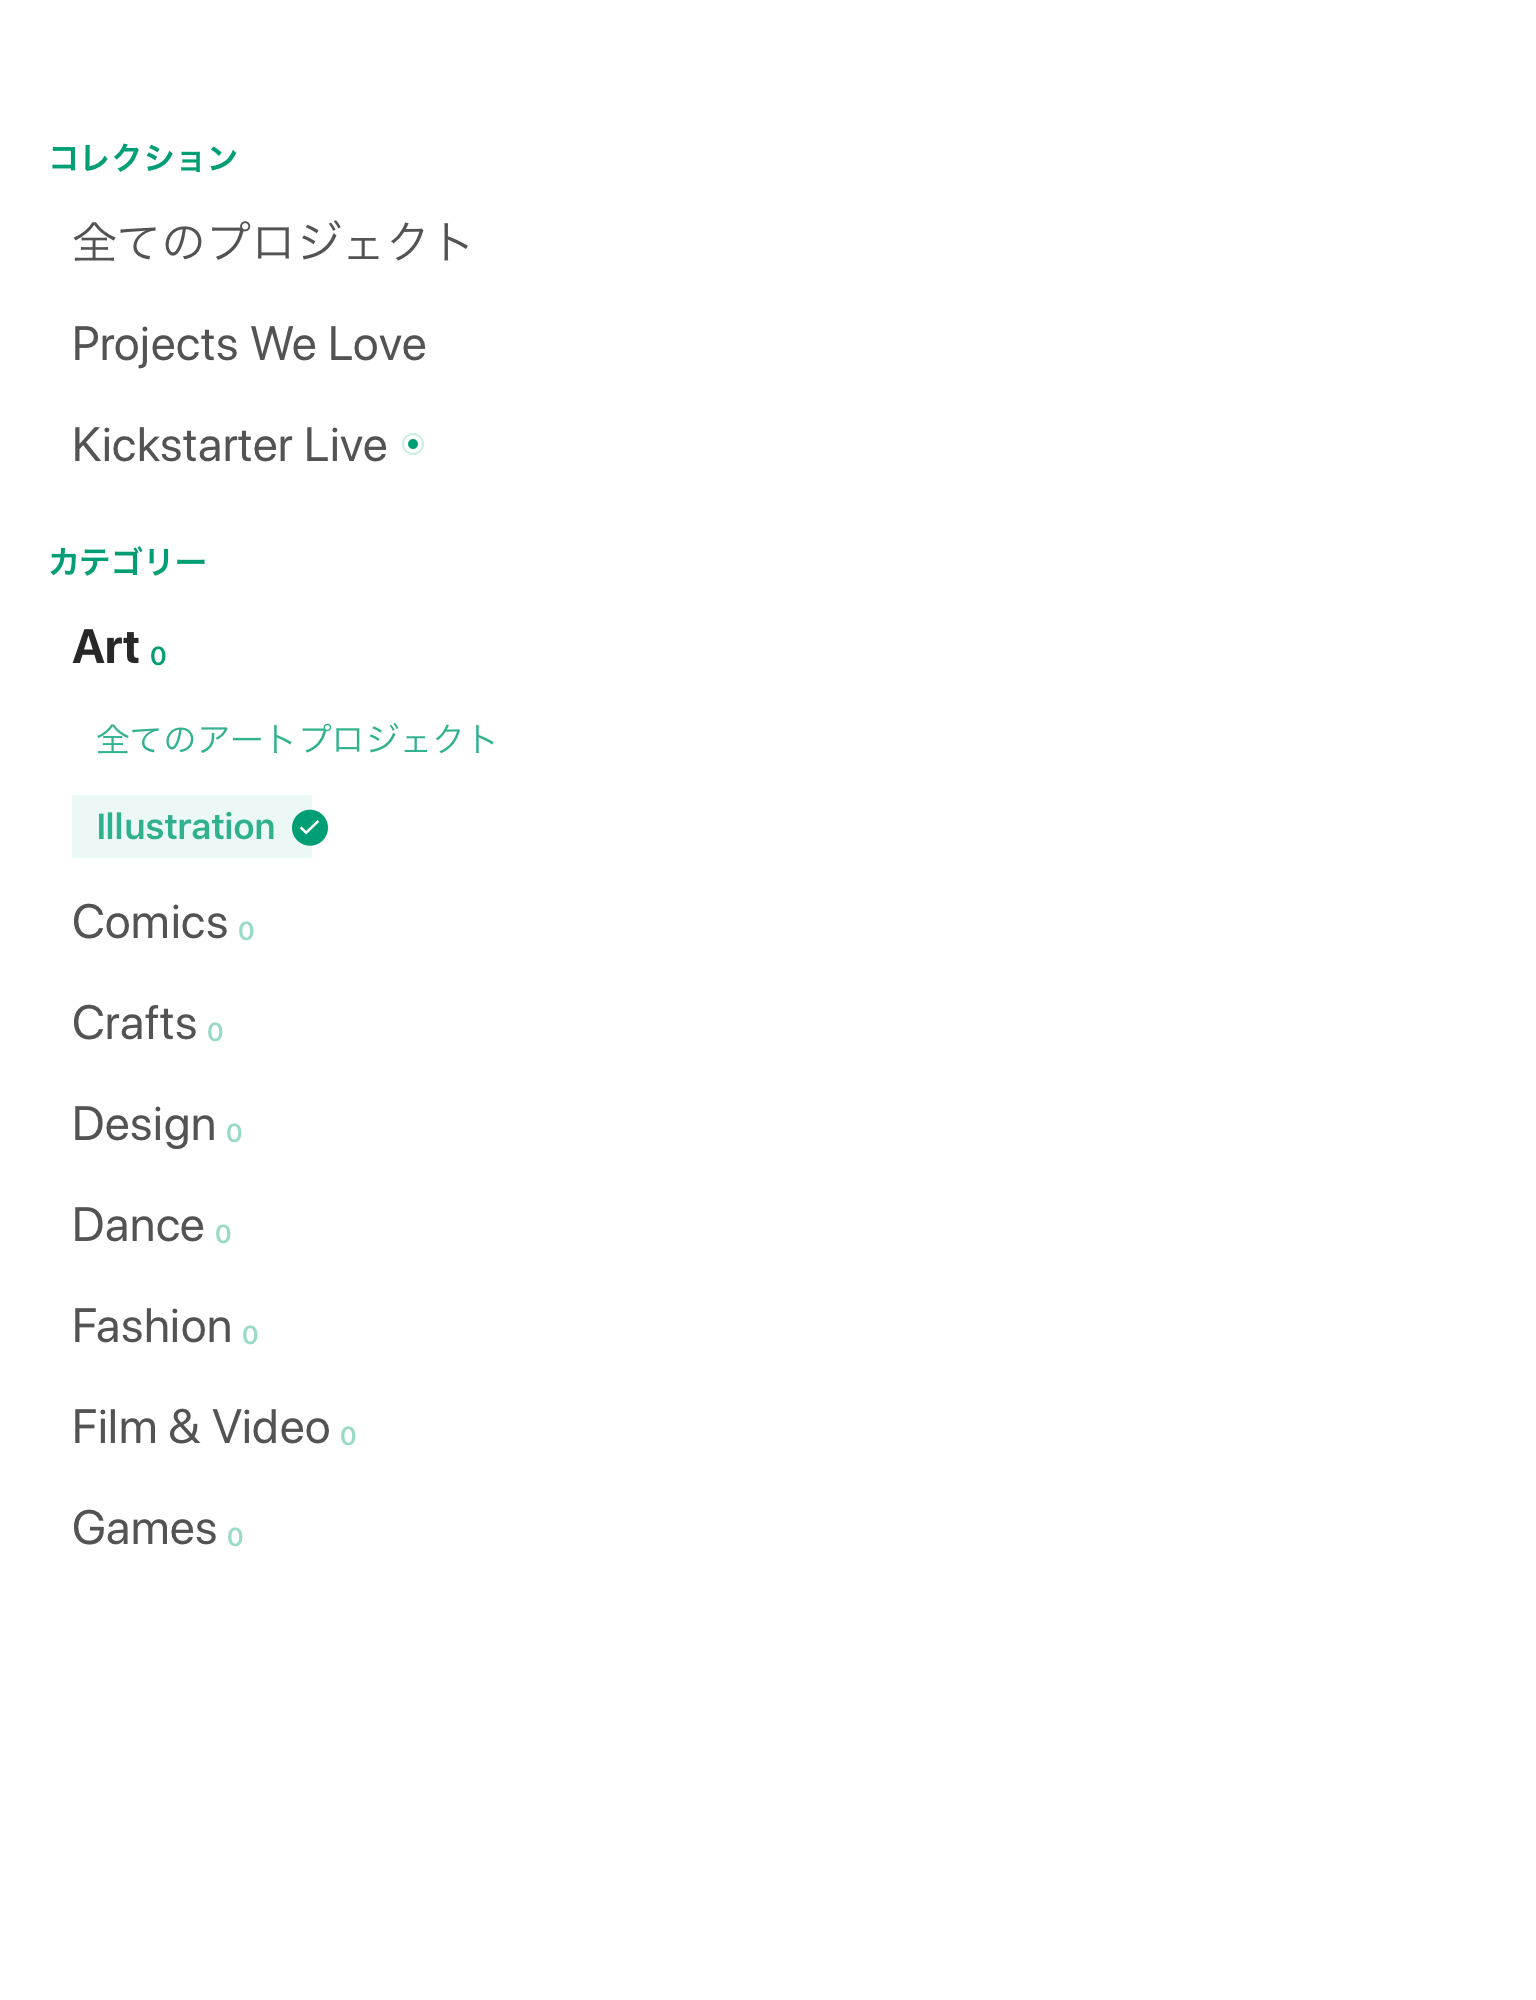 コレクション
全てのプロジェクト
Projects We Love
Kickstarter Live
カテゴリー
Art 0
全てのアートプロジェクト
Illustration
Comics 0
Crafts 0
Design 0
Dance 0
Fashion 0
Film & Video 0
Games 0